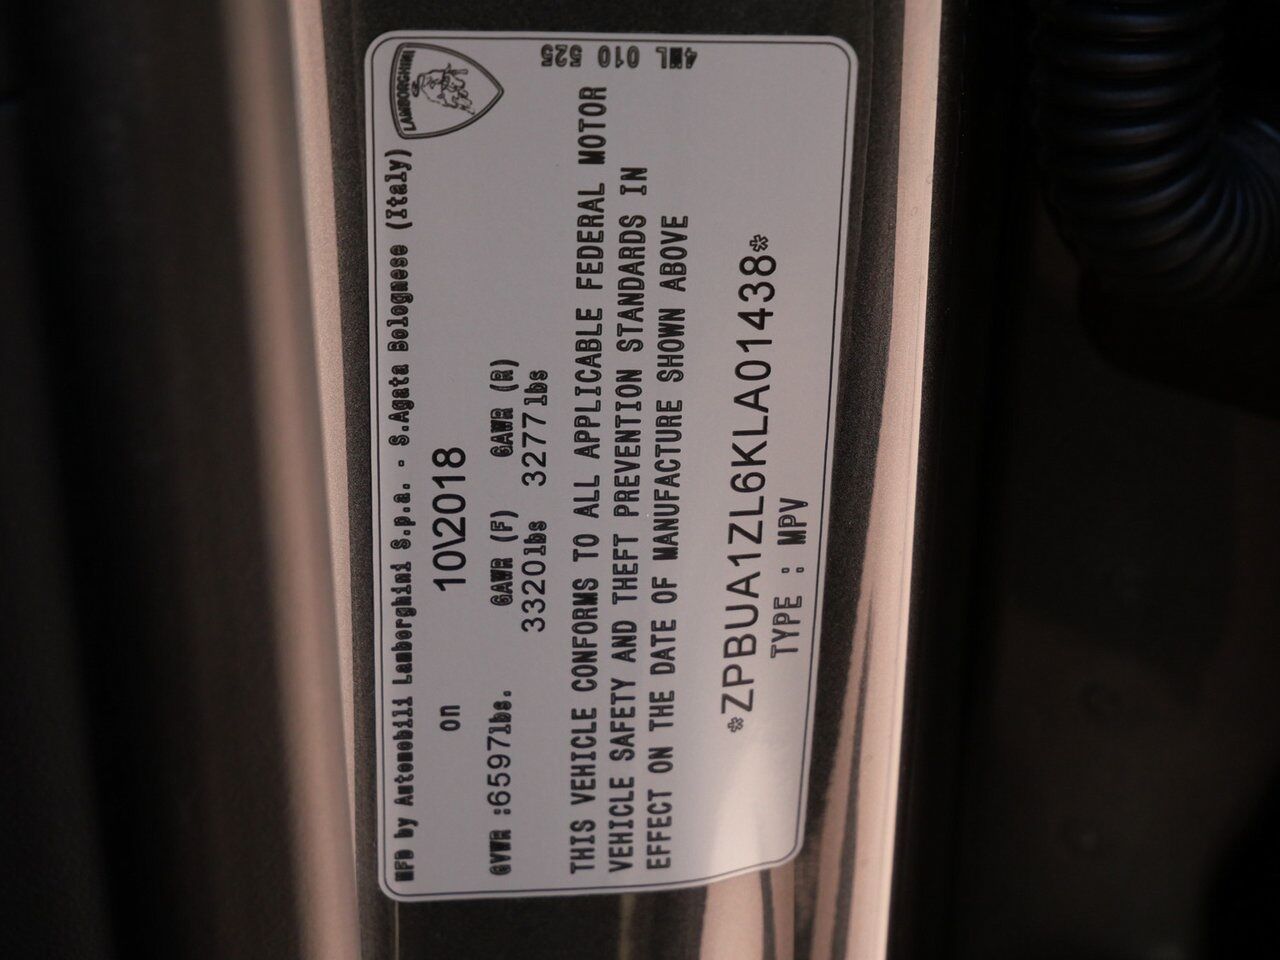 LAMBORGHINI
4ML 010 525
MFD by Automobili Lamborghini S.p.a. - S.Agata Bolognese (Italy)
on 10\2018
GVWR :6597lbs. GAWR (F) GAWR (R)
3320lbs 3277lbs
THIS VEHICLE CONFORMS TO ALL APPLICABLE FEDERAL MOTOR
VEHICLE SAFETY AND THEFT PREVENTION STANDARDS IN
EFFECT ON THE DATE OF MANUFACTURE SHOWN ABOVE
*ZPBUA1ZL6KLA01438*
TYPE : MPV